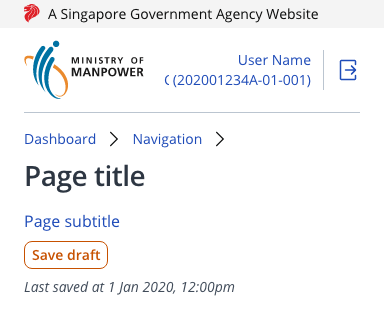 A Singapore Government Agency Website
MINISTRY OF
MANPOWER
User Name
(202001234A-01-001)
Dashboard
Navigation
Page title
Page subtitle
Save draft
Last saved at 1 Jan 2020, 12:00pm